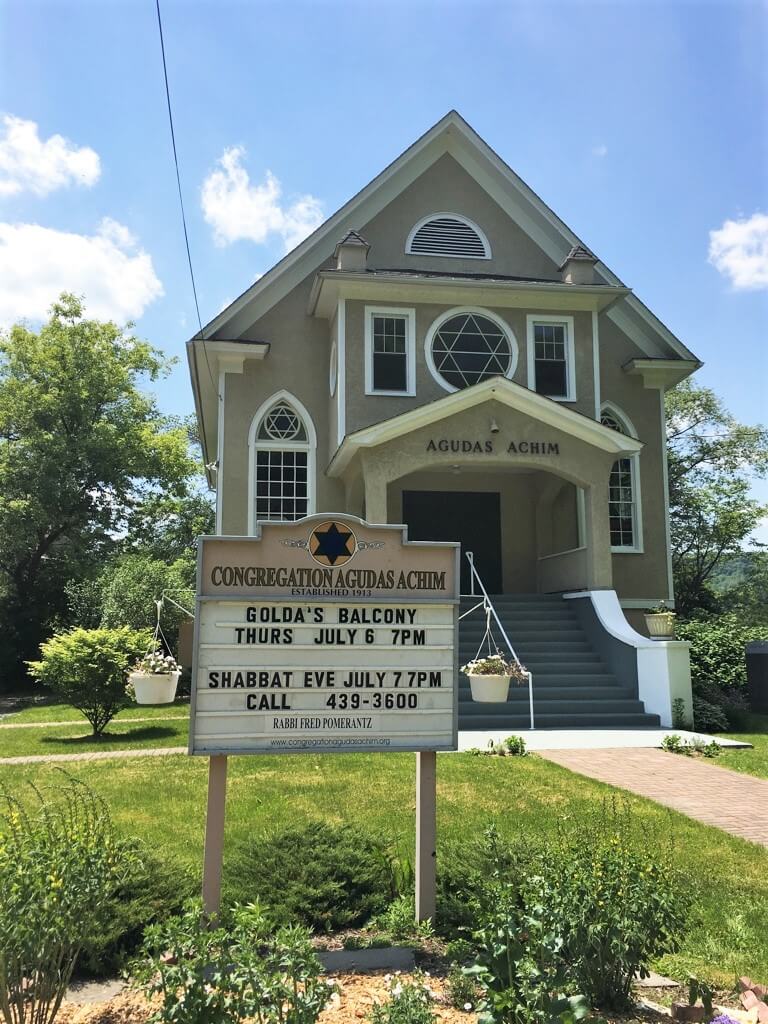 AGUDAS ACHIM
CONGREGATION AGUDAS ACHIM
ESTABLISHED 1913
GOLDA'S BALCONY
THURS JULY 6 7PM
SHABBAT EVE JULY 7 7PM
CALL 439-3600
RABBI FRED POMERANTZ
www.congregationagudasachim.org